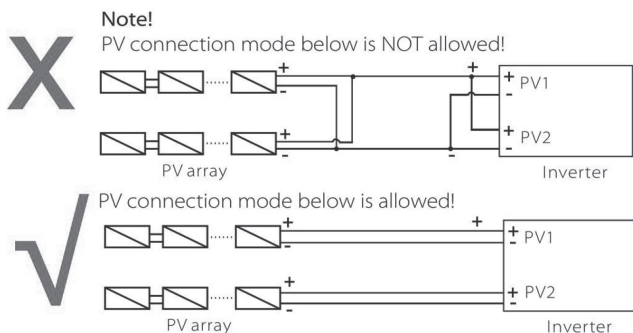 Note!
PV connection mode below is NOT allowed!
X
+
-
+
-
+
-
+ PV1
-
+ PV2
-
PV array
Inverter
PV connection mode below is allowed!
√
+
-
+
-
+
+ PV1
-
+ PV2
-
PV array
Inverter